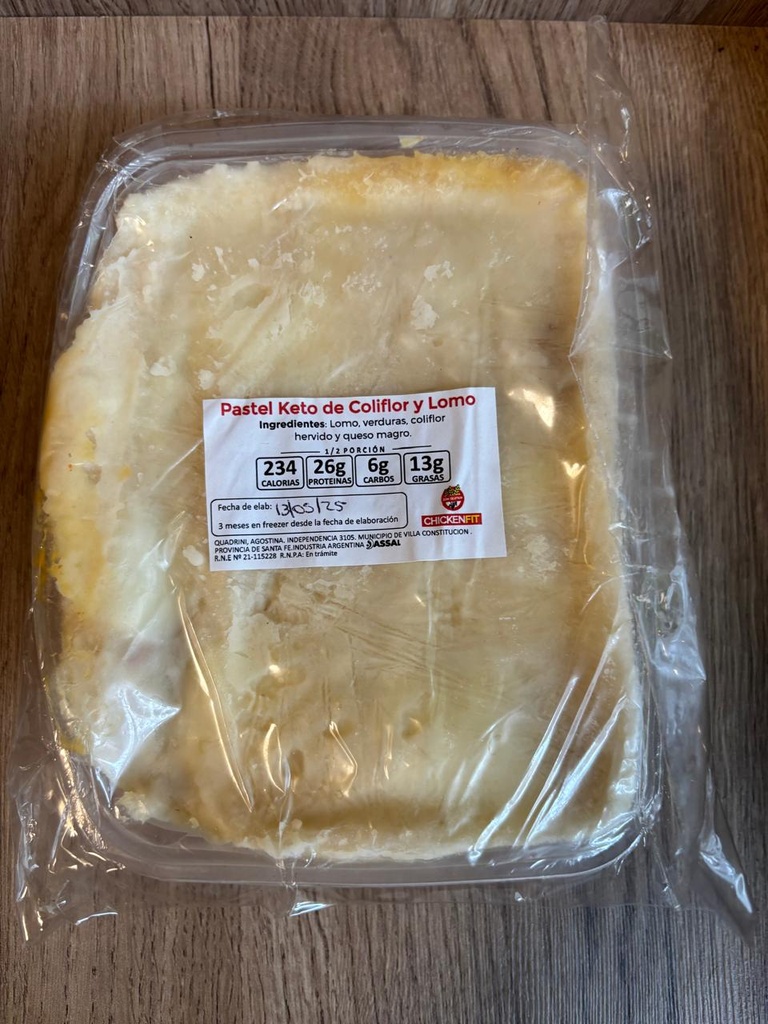 Pastel Keto de Coliflor y Lomo
Ingredientes: Lomo, verduras, coliflor
hervido y queso magro.
1/2 PORCIÓN
234 26g 6g 13g
CALORIAS PROTEINAS CARBOS GRASAS
Fecha de elab: 13/05/25
3 meses en freezer desde la fecha de elaboración
CHICKENFIT
QUADRINI, AGOSTINA. INDEPENDENCIA 3105. MUNICIPIO DE VILLA CONSTITUCION .
PROVINCIA DE SANTA FE.INDUSTRIA ARGENTINA ASSAL
R.N.E Nº 21-115228 R.N.P.A: En trámite